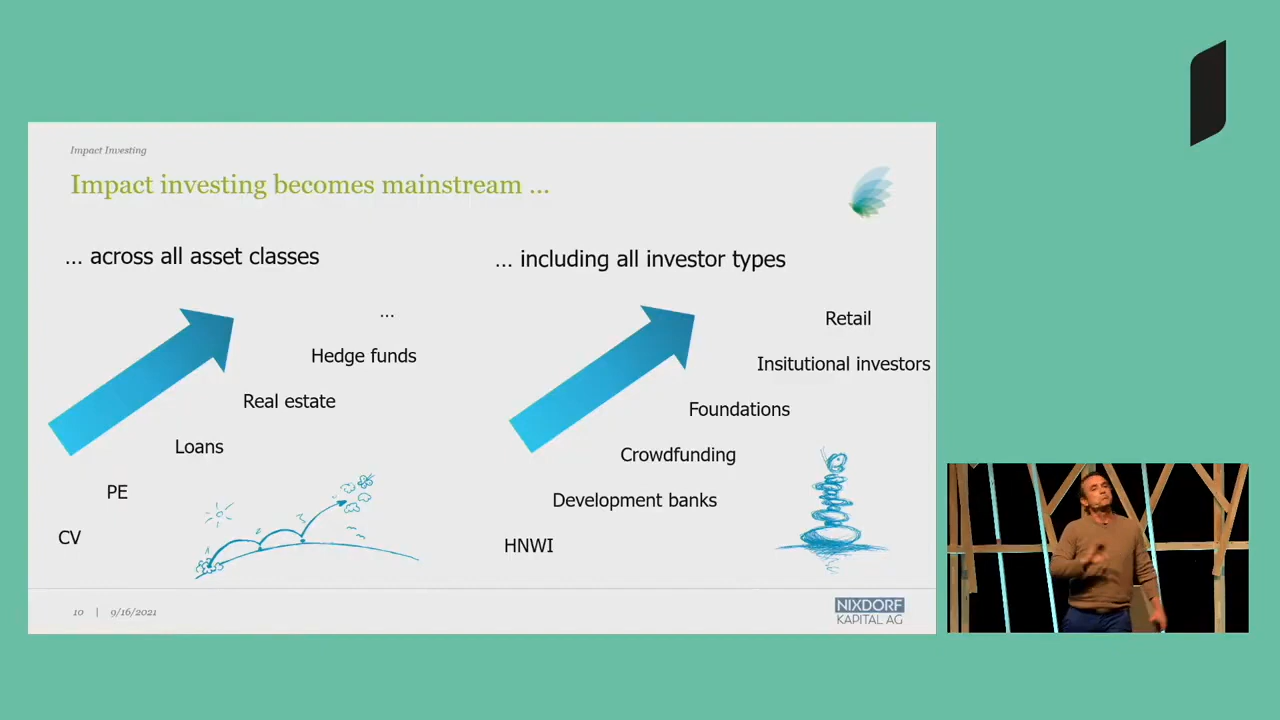 Impact Investing
Impact investing becomes mainstream ...
... across all asset classes
...
Hedge funds
Real estate
Loans
PE
CV
... including all investor types
Retail
Insitutional investors
Foundations
Crowdfunding
Development banks
HNWI
10 | 9/16/2021
NIXDORF
KAPITAL AG